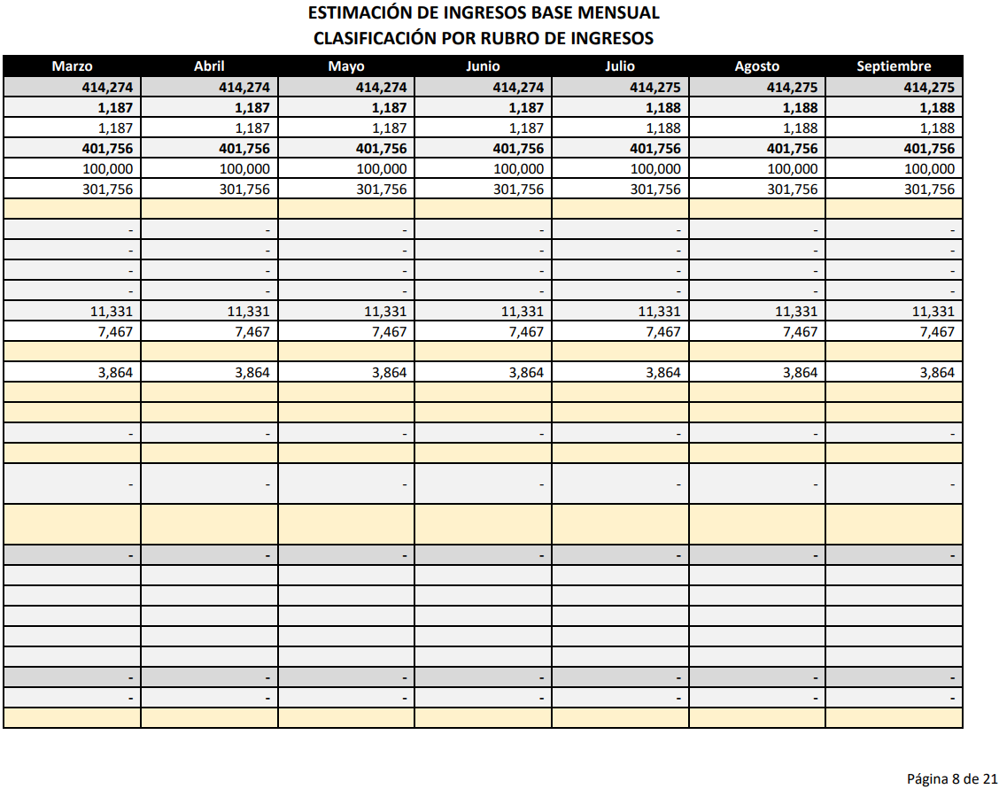 ESTIMACIÓN DE INGRESOS BASE MENSUAL
CLASIFICACIÓN POR RUBRO DE INGRESOS
Marzo Abril Mayo Junio Julio Agosto Septiembre
414,274 414,274 414,274 414,274 414,275 414,275 414,275
1,187 1,187 1,187 1,187 1,188 1,188 1,188
1,187 1,187 1,187 1,187 1,188 1,188 1,188
401,756 401,756 401,756 401,756 401,756 401,756 401,756
100,000 100,000 100,000 100,000 100,000 100,000 100,000
301,756 301,756 301,756 301,756 301,756 301,756 301,756
- - - - - - -
- - - - - - -
- - - - - - -
- - - - - - -
11,331 11,331 11,331 11,331 11,331 11,331 11,331
7,467 7,467 7,467 7,467 7,467 7,467 7,467
3,864 3,864 3,864 3,864 3,864 3,864 3,864
- - - - - - -
- - - - - - -
- - - - - - -
- - - - - - -
- - - - - - -
Página 8 de 21